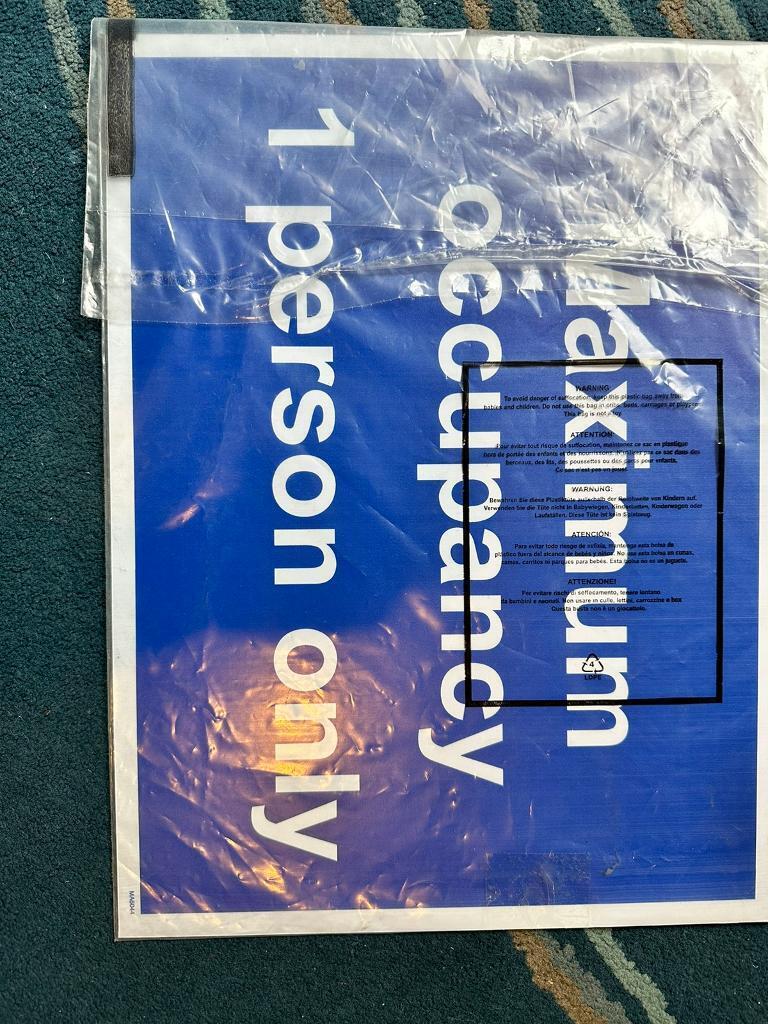 Maximum
occupancy
1 person only
WARNING:
To avoid danger of suffocation, keep this plastic bag away from
babies and children. Do not use this bag in cribs, beds, carriages or playpens.
This bag is not a toy.
ATTENTION:
Pour éviter tout risque de suffocation, maintenez ce sac en plastique
hors de portée des enfants et des nourrissons. N'utilisez pas ce sac dans des
berceaux, des lits, des poussettes ou des parcs pour enfants.
Ce sac n'est pas un jouet.
WARNUNG:
Bewahren Sie diese Plastiktüte außerhalb der Reichweite von Kindern auf.
Verwenden Sie die Tüte nicht in Babywiegen, Kinderbetten, Kinderwagen oder
Laufställen. Diese Tüte ist kein Spielzeug.
ATENCIÓN:
Para evitar todo riesgo de asfixia, mantenga esta bolsa de
plástico fuera del alcance de bebés y niños. No use esta bolsa en cunas,
camas, carritos ni parques para bebés. Esta bolsa no es un juguete.
ATTENZIONE!
Per evitare rischi di soffocamento, tenere lontano
da bambini e neonati. Non usare in culle, lettini, carrozzine e box
Questa busta non è un giocattolo.
4
LDPE
MA8044